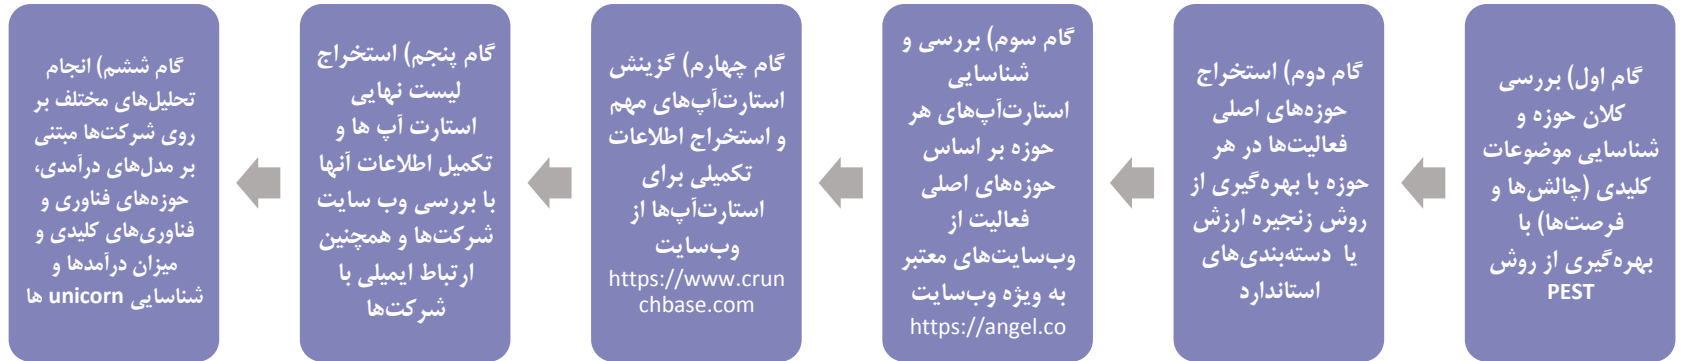 گام اول) بررسی
کلان حوزه و
شناسایی موضوعات
کلیدی (چالش‌ها و
فرصت‌ها) با
بهره‌گیری از روش
PEST
گام دوم) استخراج
حوزه‌های اصلی
فعالیت‌ها در هر
حوزه با بهره‌گیری از
روش زنجیره ارزش
یا دسته‌بندی‌های
استاندارد
گام سوم) بررسی و
شناسایی
استارت‌آپ‌های هر
حوزه بر اساس
حوزه‌های اصلی
فعالیت از
وب‌سایت‌های معتبر
به ویژه وب‌سایت
https://angel.co
گام چهارم) گزینش
استارت‌آپ‌های مهم
و استخراج اطلاعات
تکمیلی برای
استارت‌آپ‌ها از
وب‌سایت
https://www.crun
chbase.com
گام پنجم) استخراج
لیست نهایی
استارت آپ ها و
تکمیل اطلاعات آنها
با بررسی وب سایت
شرکت‌ها و همچنین
ارتباط ایمیلی با
شرکت‌ها
گام ششم) انجام
تحلیل‌های مختلف بر
روی شرکت‌ها مبتنی
بر مدل‌های درآمدی،
حوزه‌های فناوری و
فناوری‌های کلیدی و
میزان درآمدها و
شناسایی unicorn ها